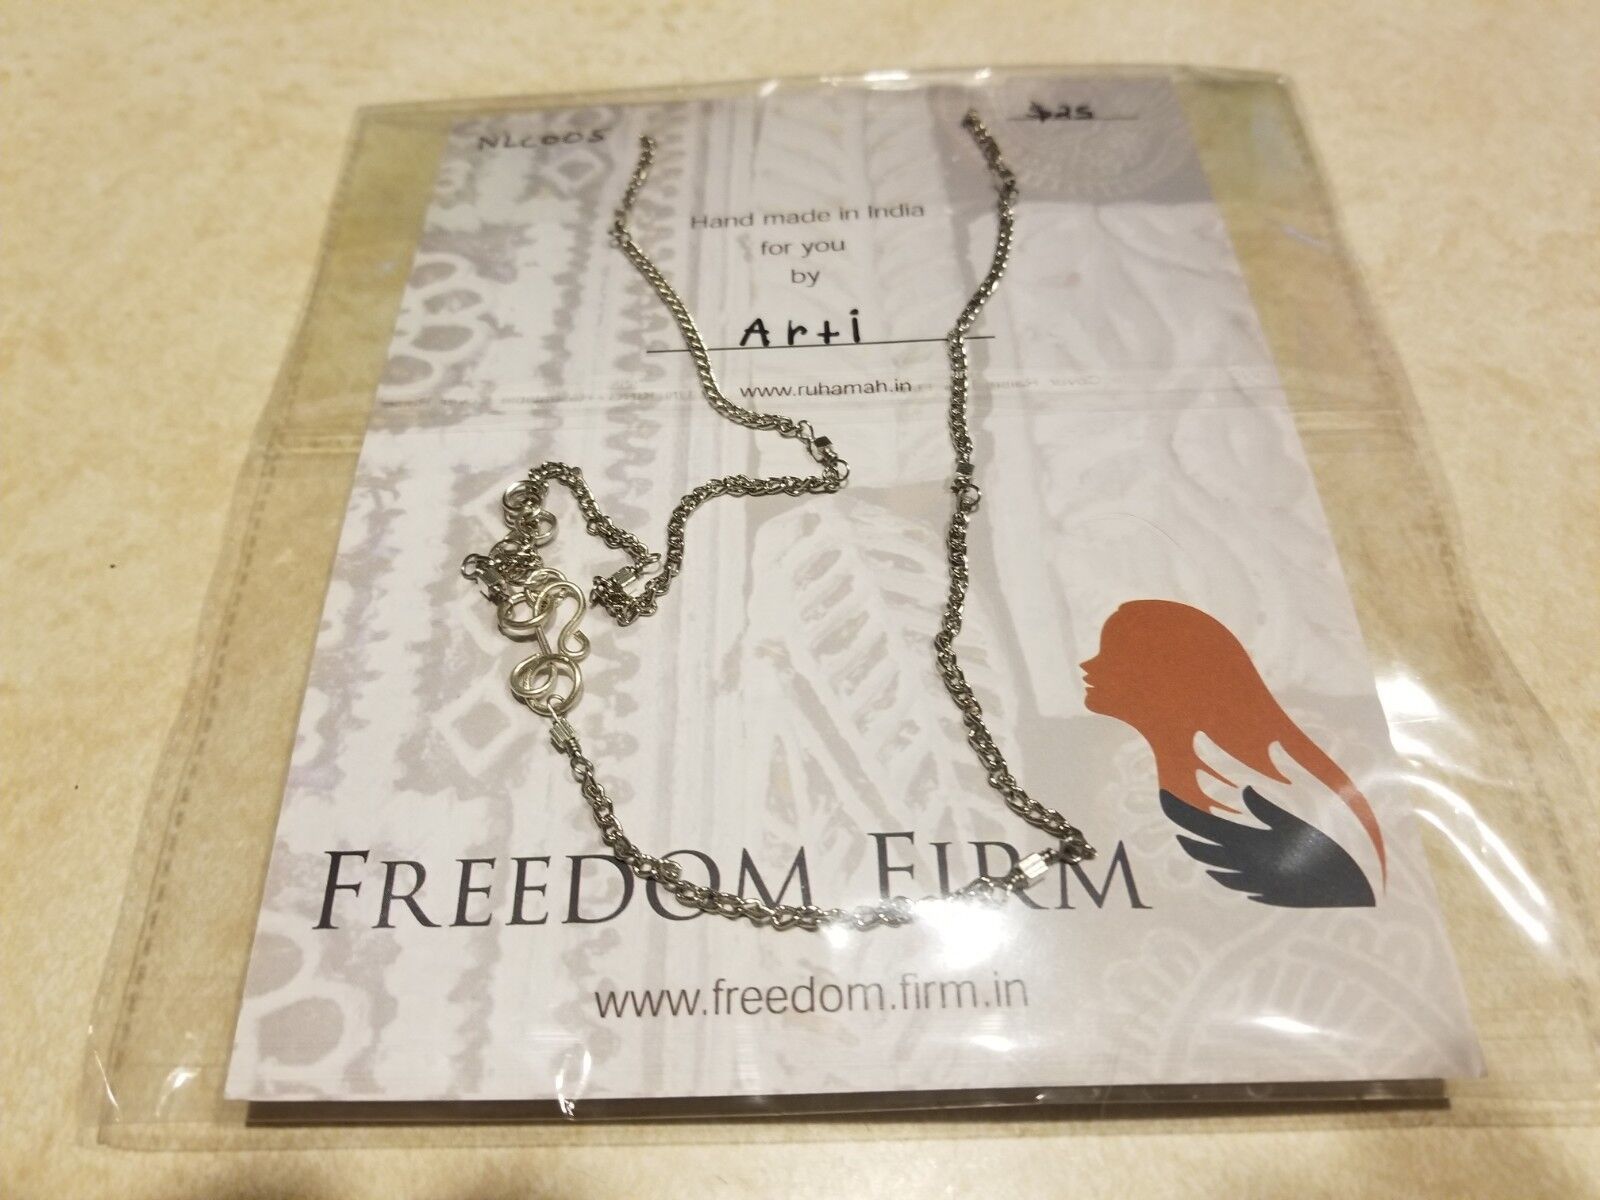 NLC005
$25
Hand made in India
for you
by
Arti
www.ruhamah.in
FREEDOM FIRM
www.freedom.firm.in